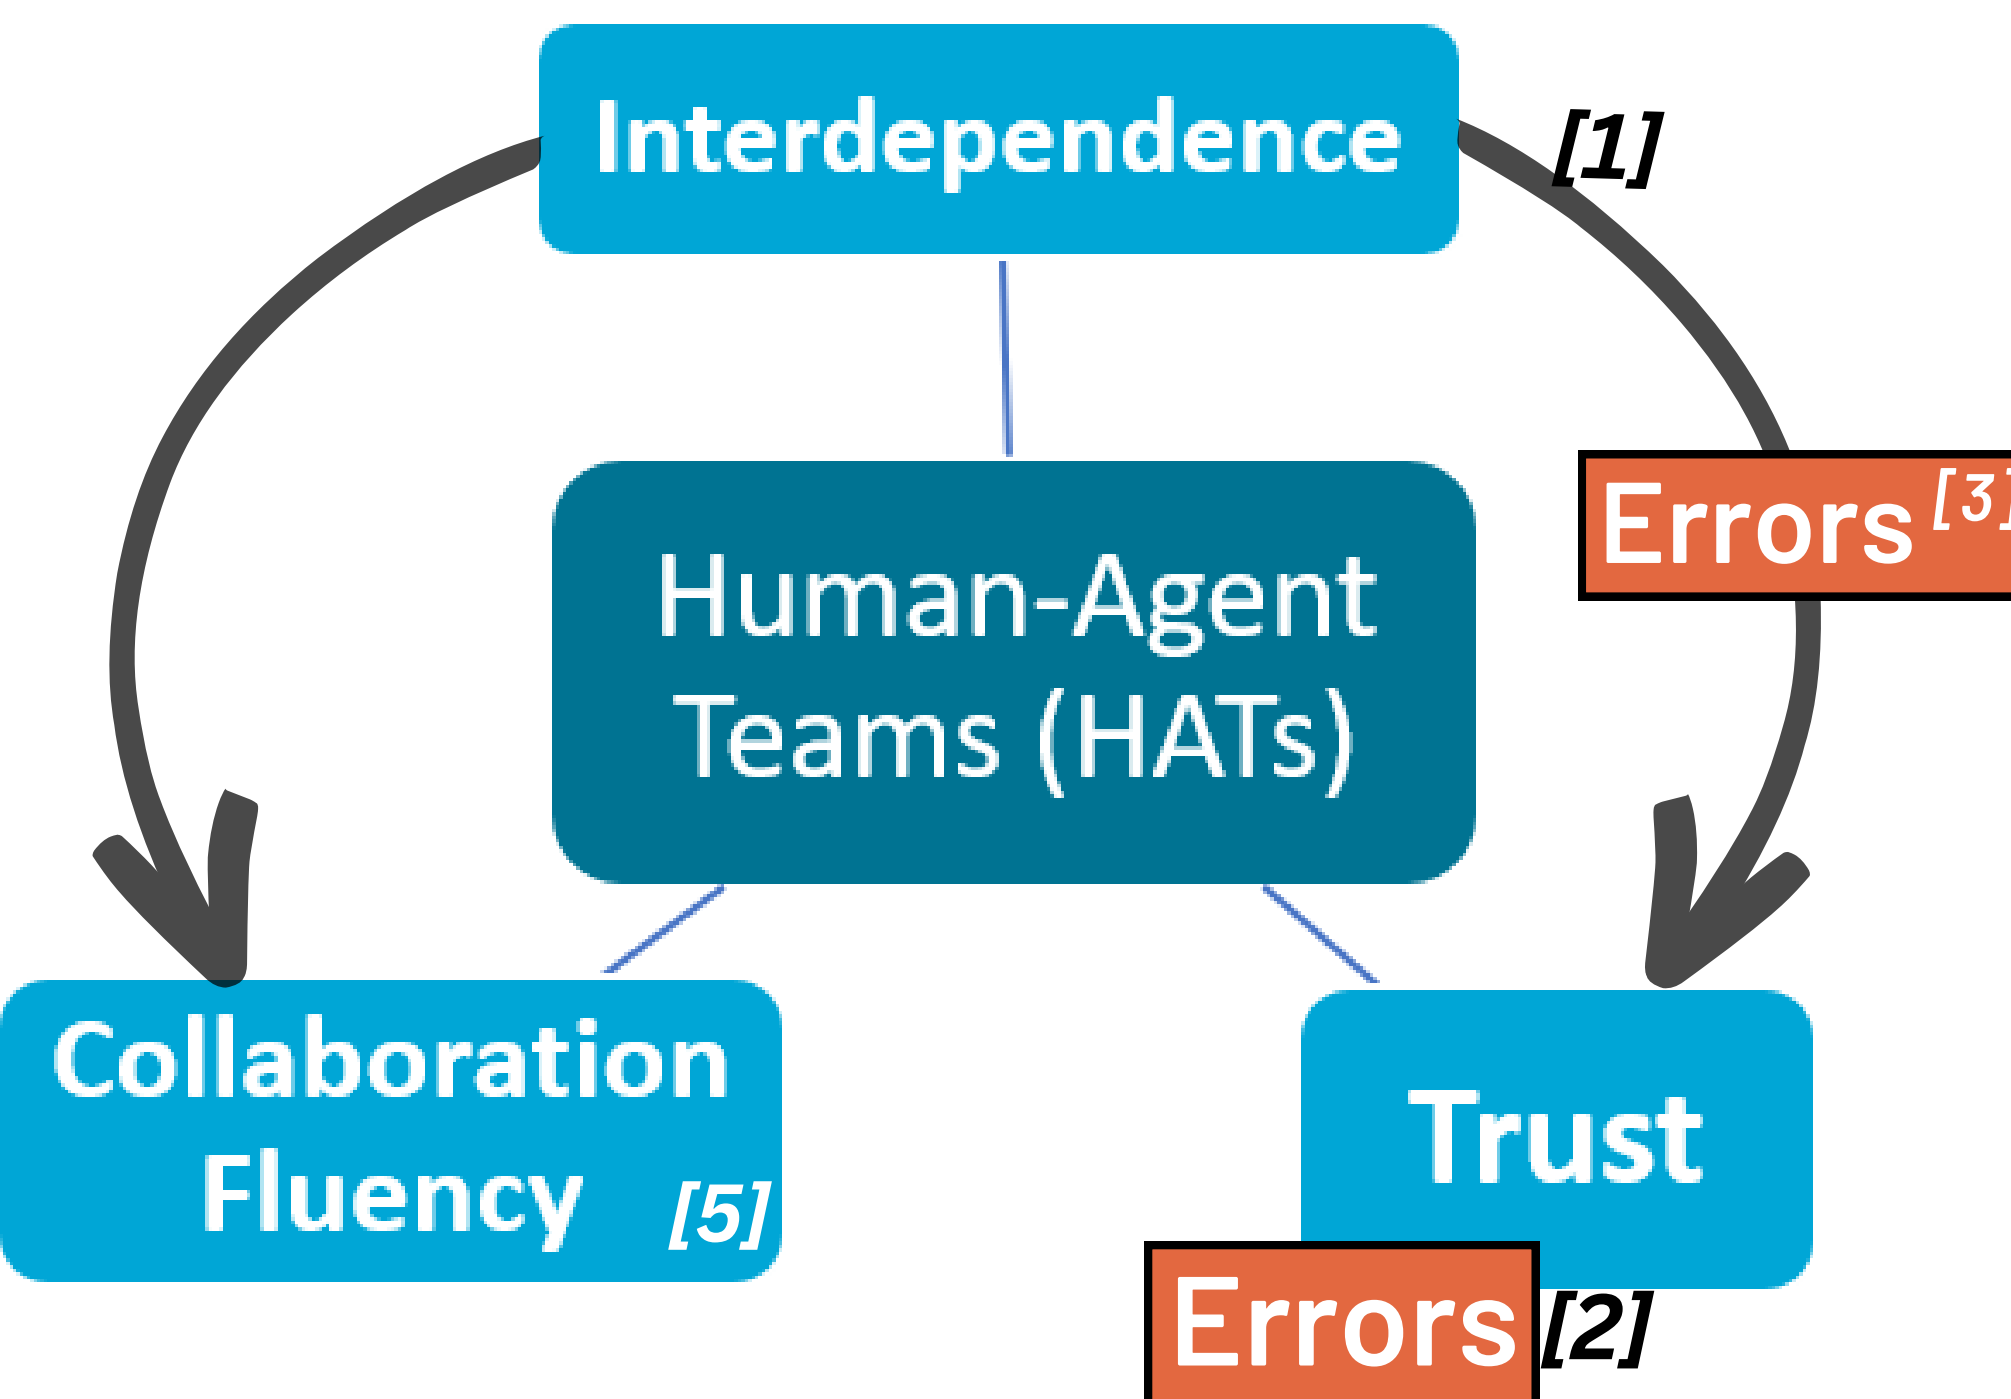 Interdependence
[1]
Errors [3]
Human-Agent
Teams (HATs)
Collaboration
Fluency [5]
Trust
Errors [2]